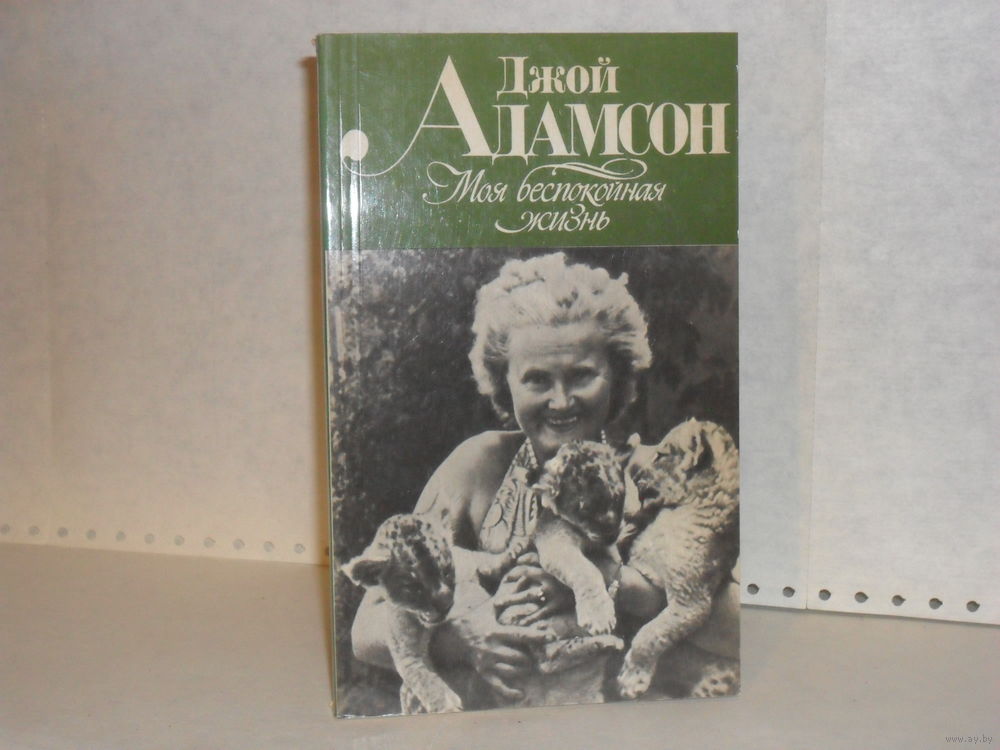 Джой
Адамсон
Моя беспокойная
жизнь
www.ay.by